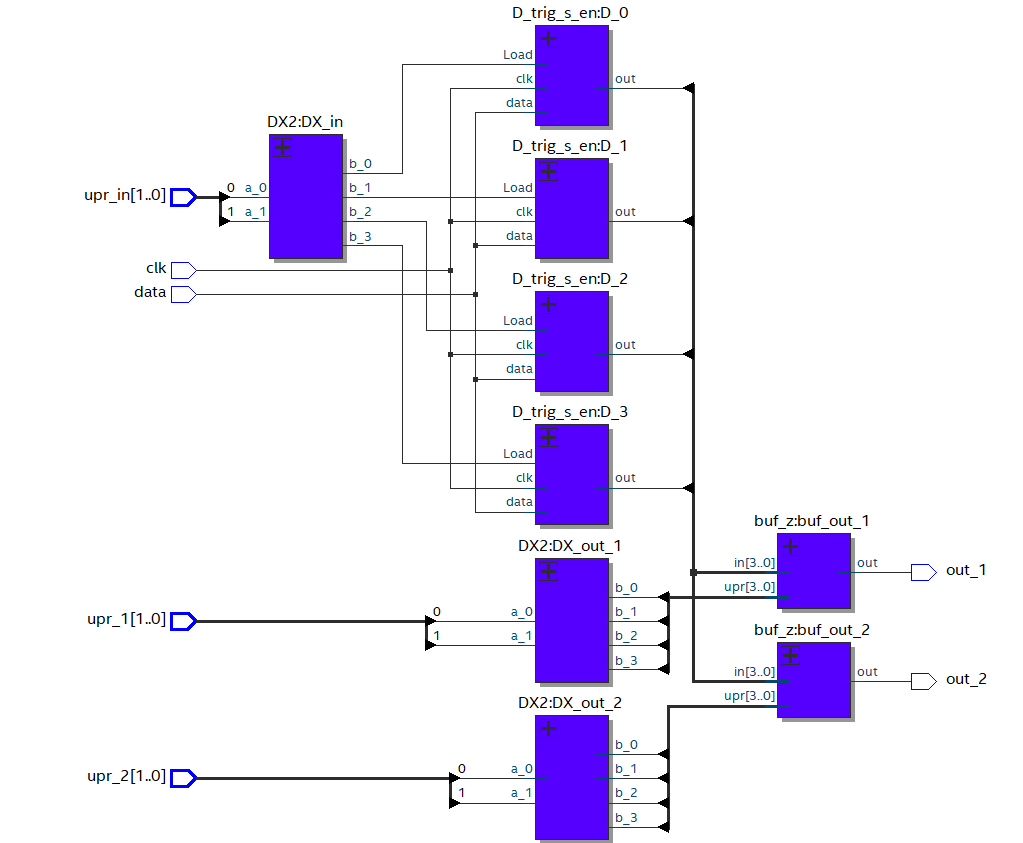 D_trig_s_en:D_0
Load
clk
data
out
DX2:DX_in
upr_in[1..0]
0
1
a_0
a_1
b_0
b_1
b_2
b_3
D_trig_s_en:D_1
Load
clk
data
out
clk
data
D_trig_s_en:D_2
Load
clk
data
out
D_trig_s_en:D_3
Load
clk
data
out
DX2:DX_out_1
upr_1[1..0]
0
1
a_0
a_1
b_0
b_1
b_2
b_3
buf_z:buf_out_1
in[3..0]
upr[3..0]
out
out_1
buf_z:buf_out_2
in[3..0]
upr[3..0]
out
out_2
DX2:DX_out_2
upr_2[1..0]
0
1
a_0
a_1
b_0
b_1
b_2
b_3